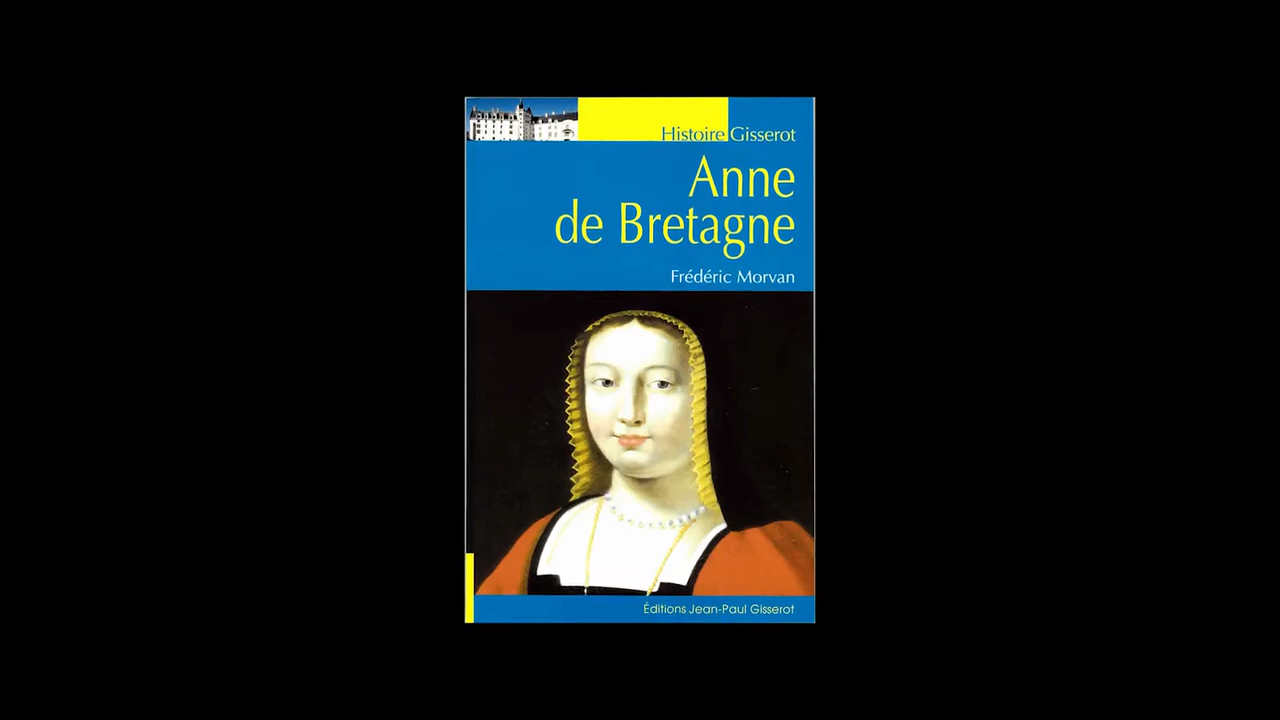 Histoire Gisserot
Anne
de Bretagne
Frédéric Morvan
Éditions Jean-Paul Gisserot